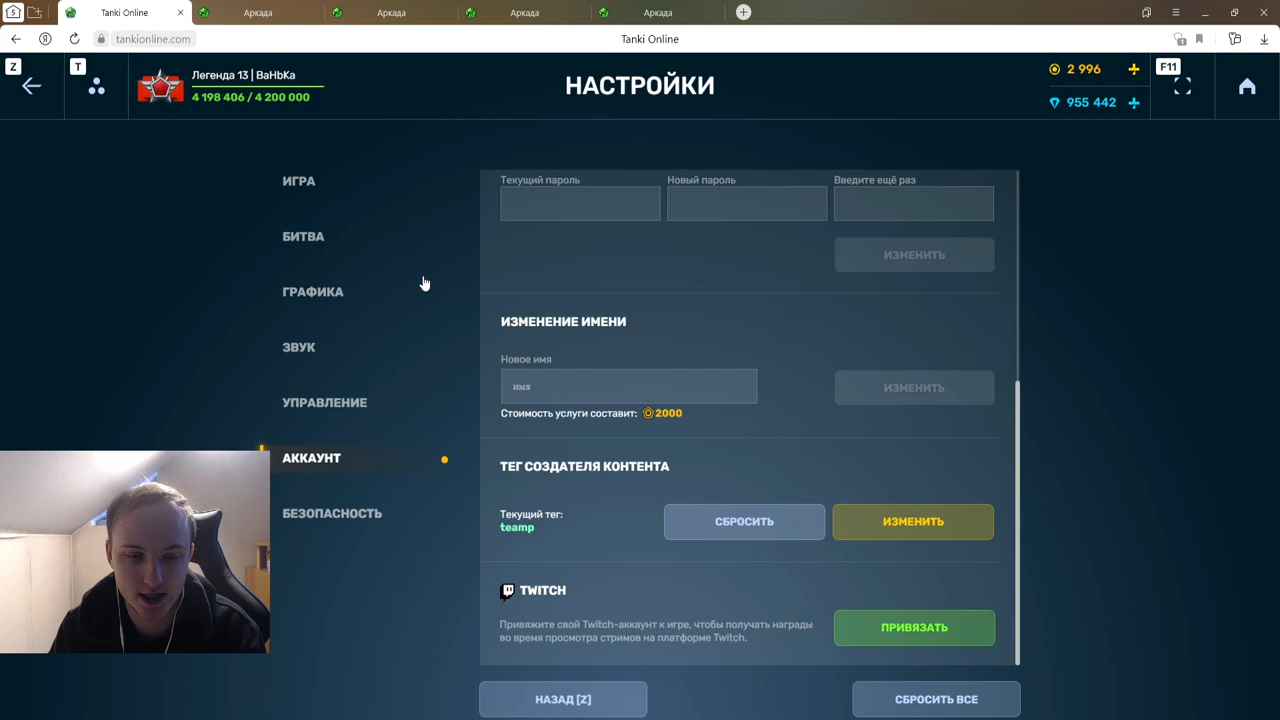 Tanki Online
Аркада
Аркада
Аркада
Аркада
tankionline.com
Tanki Online
Z
T
Легенда 13 | BaHbKa
4 198 406 / 4 200 000
НАСТРОЙКИ
2 996
955 442
F11
ИГРА
БИТВА
ГРАФИКА
ЗВУК
УПРАВЛЕНИЕ
АККАУНТ
БЕЗОПАСНОСТЬ
Текущий пароль
Новый пароль
Введите ещё раз
ИЗМЕНИТЬ
ИЗМЕНЕНИЕ ИМЕНИ
Новое имя
имя
ИЗМЕНИТЬ
Стоимость услуги составит: 2000
ТЕГ СОЗДАТЕЛЯ КОНТЕНТА
Текущий тег:
teamp
СБРОСИТЬ
ИЗМЕНИТЬ
TWITCH
Привяжите свой Twitch-аккаунт к игре, чтобы получать награды
во время просмотра стримов на платформе Twitch.
ПРИВЯЗАТЬ
НАЗАД [Z]
СБРОСИТЬ ВСЕ